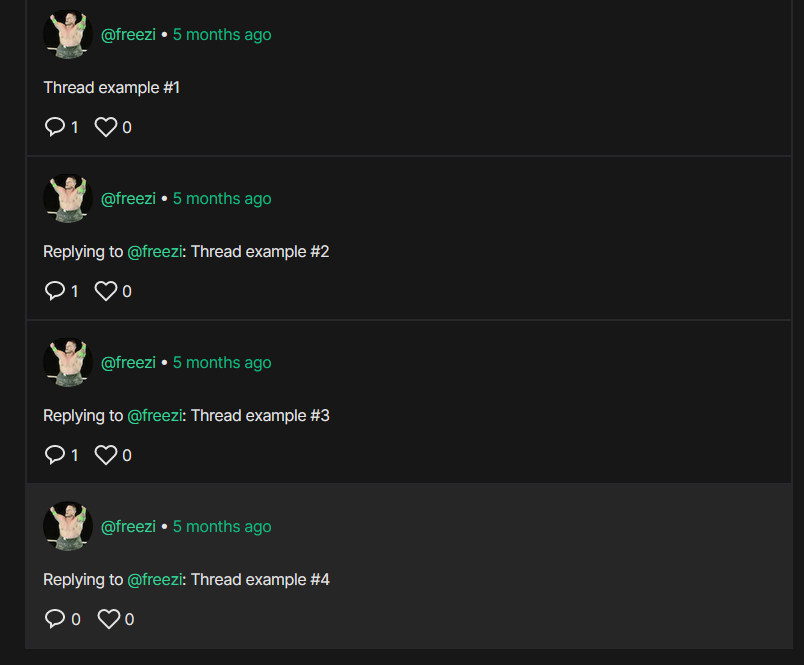 @freezi • 5 months ago
Thread example #1
1 0
@freezi • 5 months ago
Replying to @freezi: Thread example #2
1 0
@freezi • 5 months ago
Replying to @freezi: Thread example #3
1 0
@freezi • 5 months ago
Replying to @freezi: Thread example #4
0 0